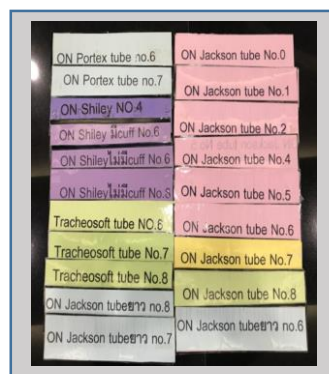 ON Portex tube no.6
ON Portex tube no.7
ON Shiley NO.4
ON Shiley มีcuff No.6
ON Shileyไม่มีcuff No.6
ON Shileyไม่มีcuff No.
Tracheosoft tube NO.6
Tracheosoft tube NO.7
Tracheosoft tube NO.8
ON Jackson tubeยาว no.8
ON Jackson tubeยาว no.7
ON Jackson tube No.0
ON Jackson tube No.1
ON Jackson tube No.2
ON Jackson tube No.4
ON Jackson tube No.5
ON Jackson tube No.6
ON Jackson tube No.7
ON Jackson tube No.8
ON Jackson tubeยาว no.6